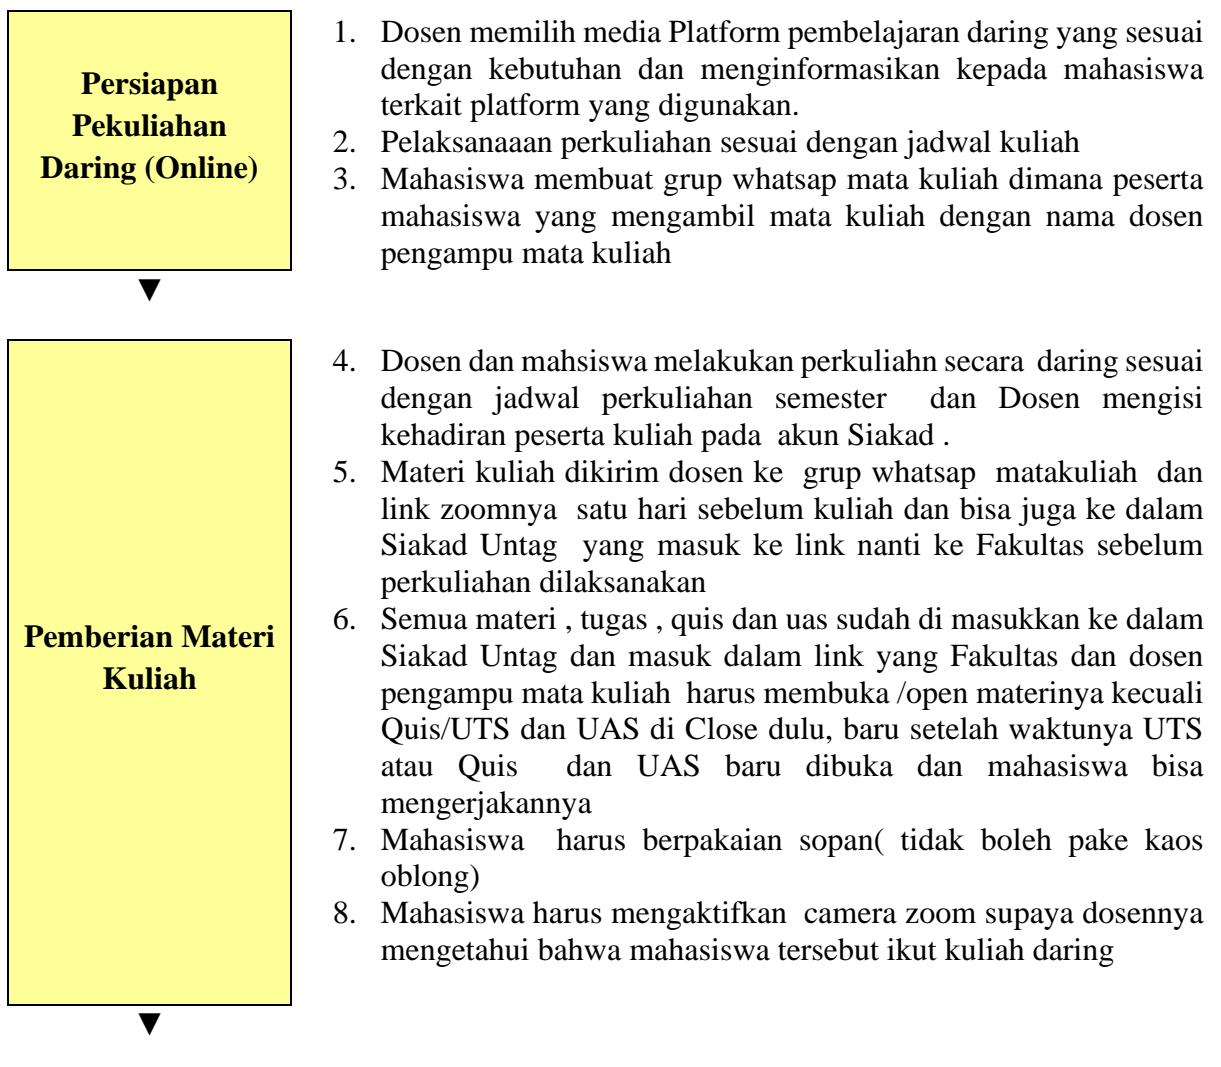 Persiapan
Pekuliahan
Daring (Online)
1. Dosen memilih media Platform pembelajaran daring yang sesuai
dengan kebutuhan dan menginformasikan kepada mahasiswa
terkait platform yang digunakan.
2. Pelaksanaaan perkuliahan sesuai dengan jadwal kuliah
3. Mahasiswa membuat grup whatsap mata kuliah dimana peserta
mahasiswa yang mengambil mata kuliah dengan nama dosen
pengampu mata kuliah
▼
Pemberian Materi
Kuliah
4. Dosen dan mahsiswa melakukan perkuliahn secara daring sesuai
dengan jadwal perkuliahan semester dan Dosen mengisi
kehadiran peserta kuliah pada akun Siakad .
5. Materi kuliah dikirim dosen ke grup whatsap matakuliah dan
link zoomnya satu hari sebelum kuliah dan bisa juga ke dalam
Siakad Untag yang masuk ke link nanti ke Fakultas sebelum
perkuliahan dilaksanakan
6. Semua materi , tugas , quis dan uas sudah di masukkan ke dalam
Siakad Untag dan masuk dalam link yang Fakultas dan dosen
pengampu mata kuliah harus membuka /open materinya kecuali
Quis/UTS dan UAS di Close dulu, baru setelah waktunya UTS
atau Quis dan UAS baru dibuka dan mahasiswa bisa
mengerjakannya
7. Mahasiswa harus berpakaian sopan( tidak boleh pake kaos
oblong)
8. Mahasiswa harus mengaktifkan camera zoom supaya dosennya
mengetahui bahwa mahasiswa tersebut ikut kuliah daring
▼